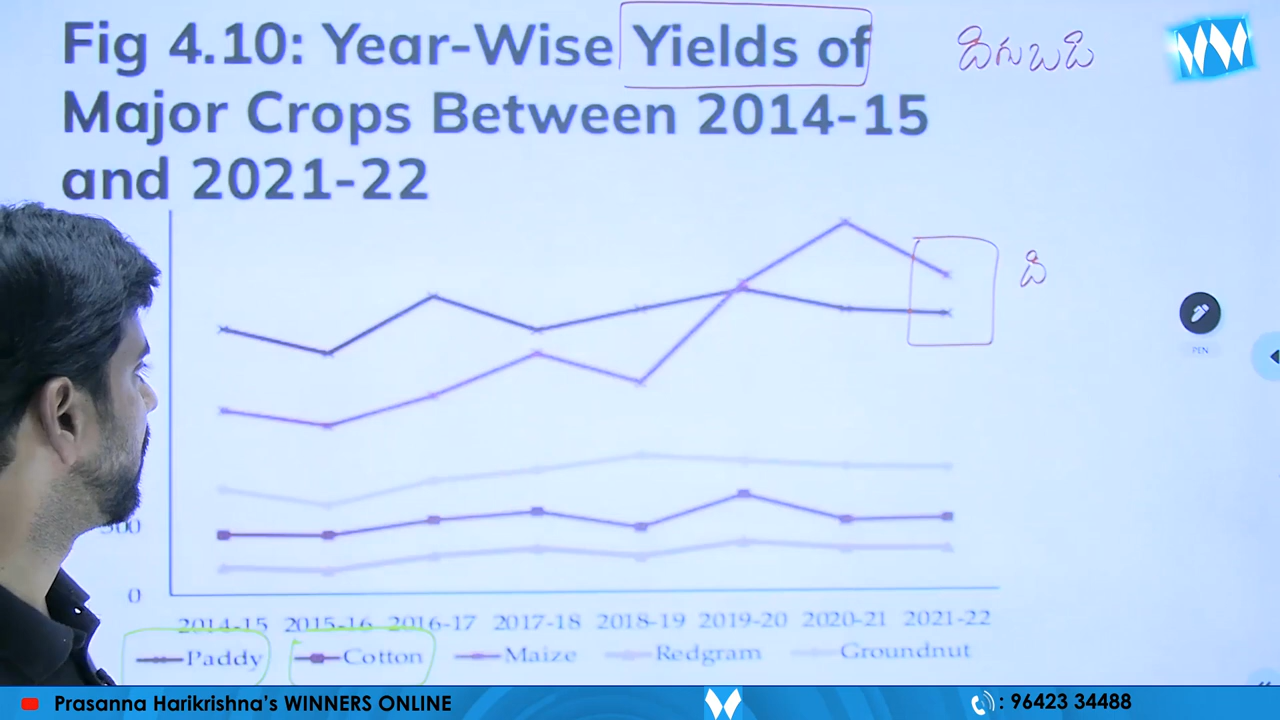 Fig 4.10: Year-Wise Yields of దిగుబడి
Major Crops Between 2014-15
and 2021-22
ది
PEN
500
0
2014-15 2015-16 2016-17 2017-18 2018-19 2019-20 2020-21 2021-22
Paddy Cotton Maize Redgram Groundnut
Prasanna Harikrishna's WINNERS ONLINE W : 96423 34488